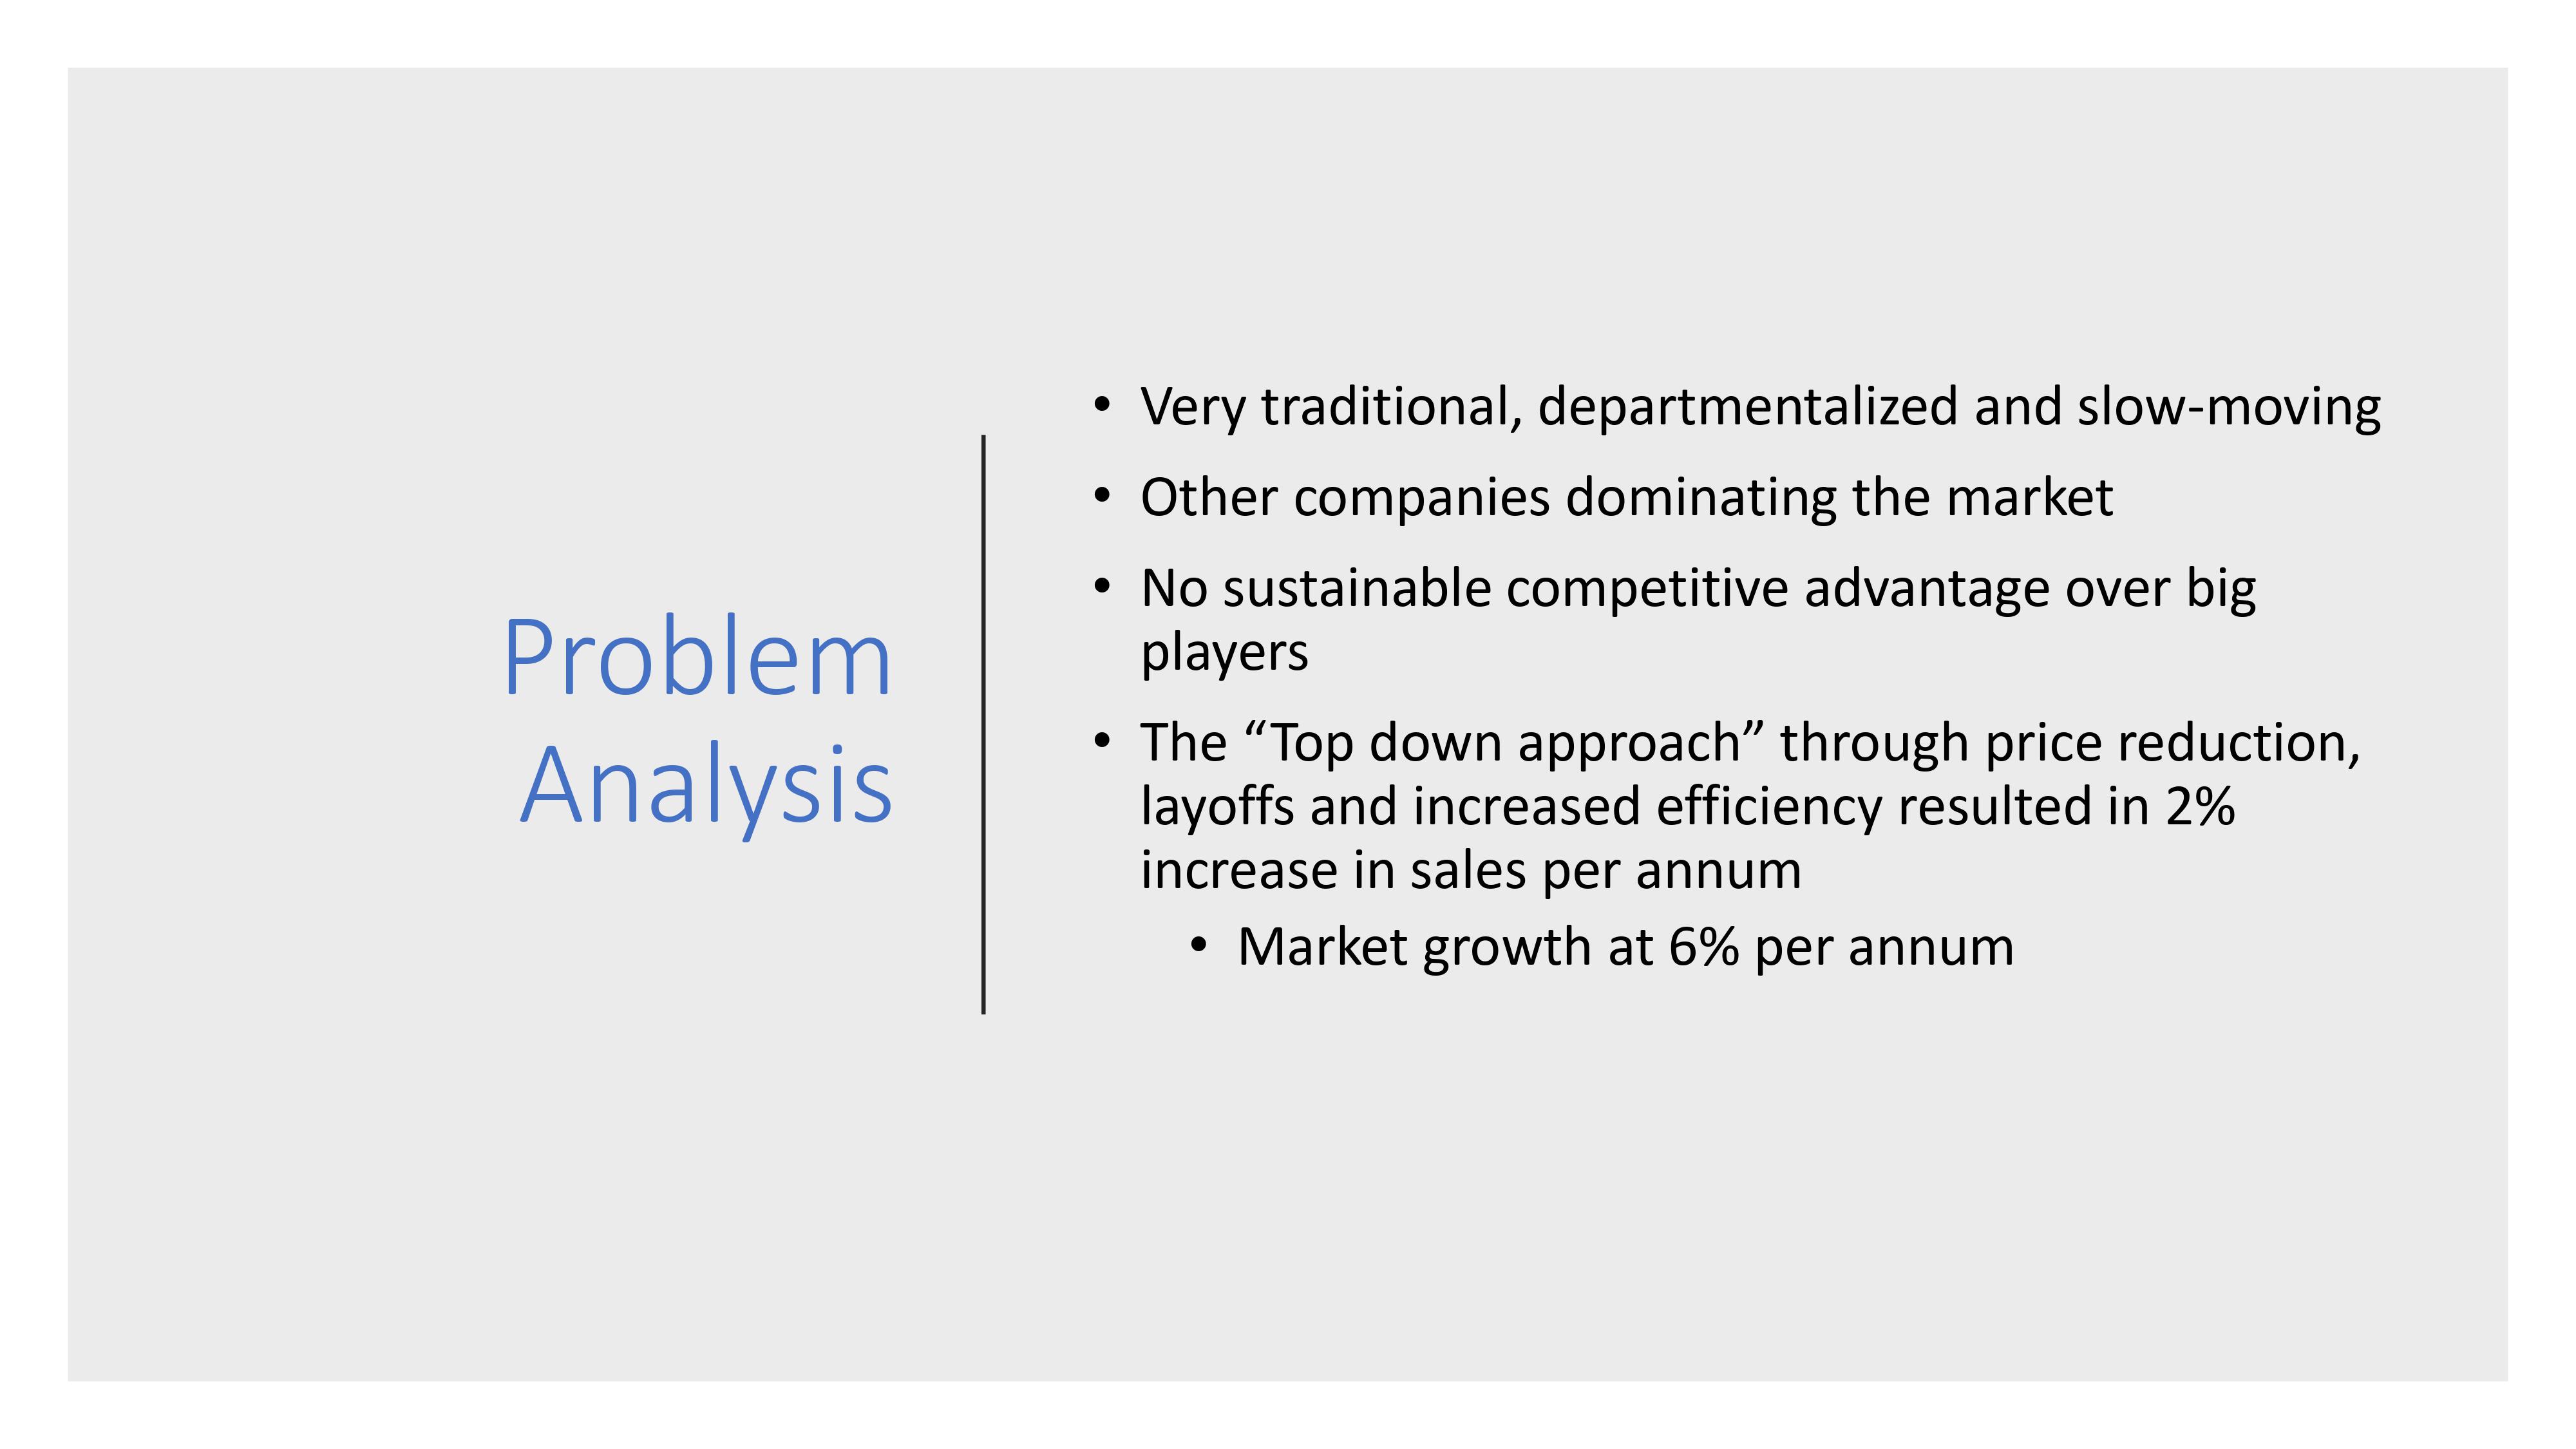 Problem
Analysis
• Very traditional, departmentalized and slow-moving
• Other companies dominating the market
• No sustainable competitive advantage over big
players
• The “Top down approach” through price reduction,
layoffs and increased efficiency resulted in 2%
increase in sales per annum
• Market growth at 6% per annum